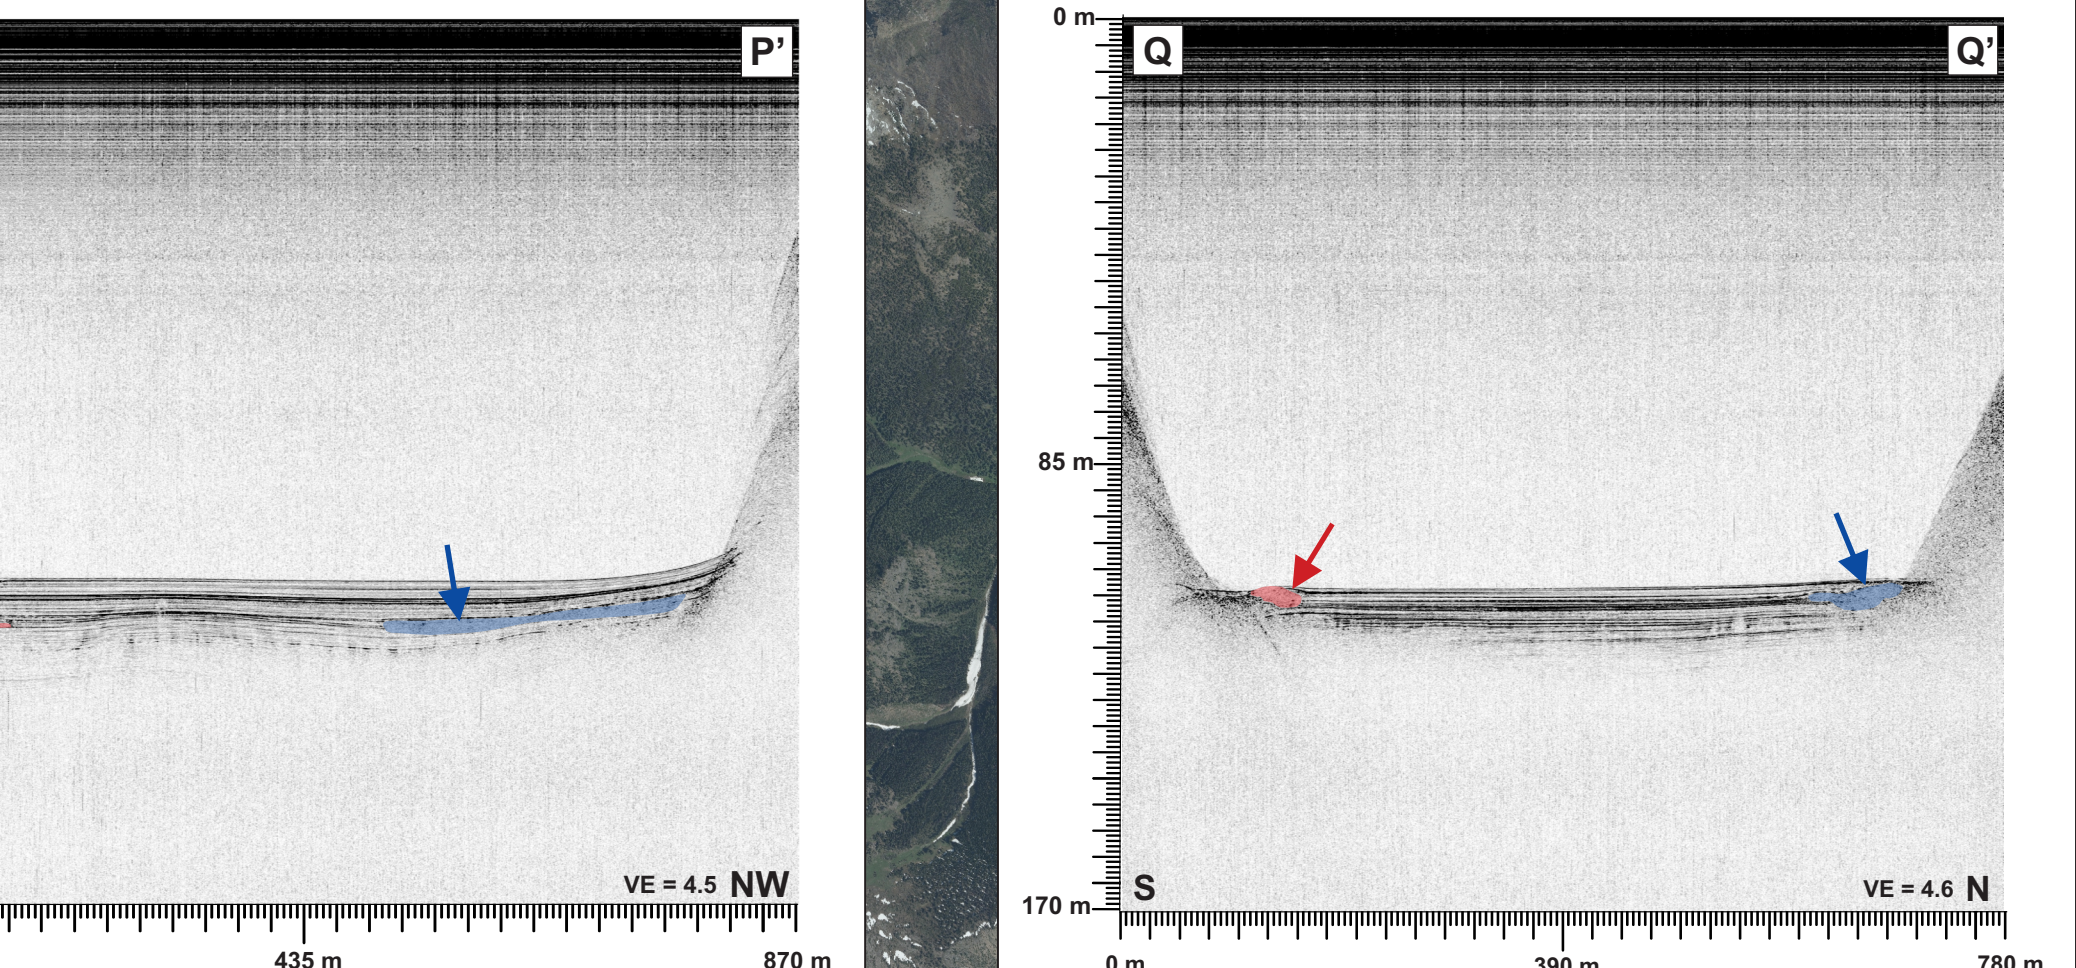 P’
VE = 4.5 NW
435 m
870 m
0 m
Q
Q’
85 m
170 m
S
VE = 4.6 N
0 m
390 m
780 m